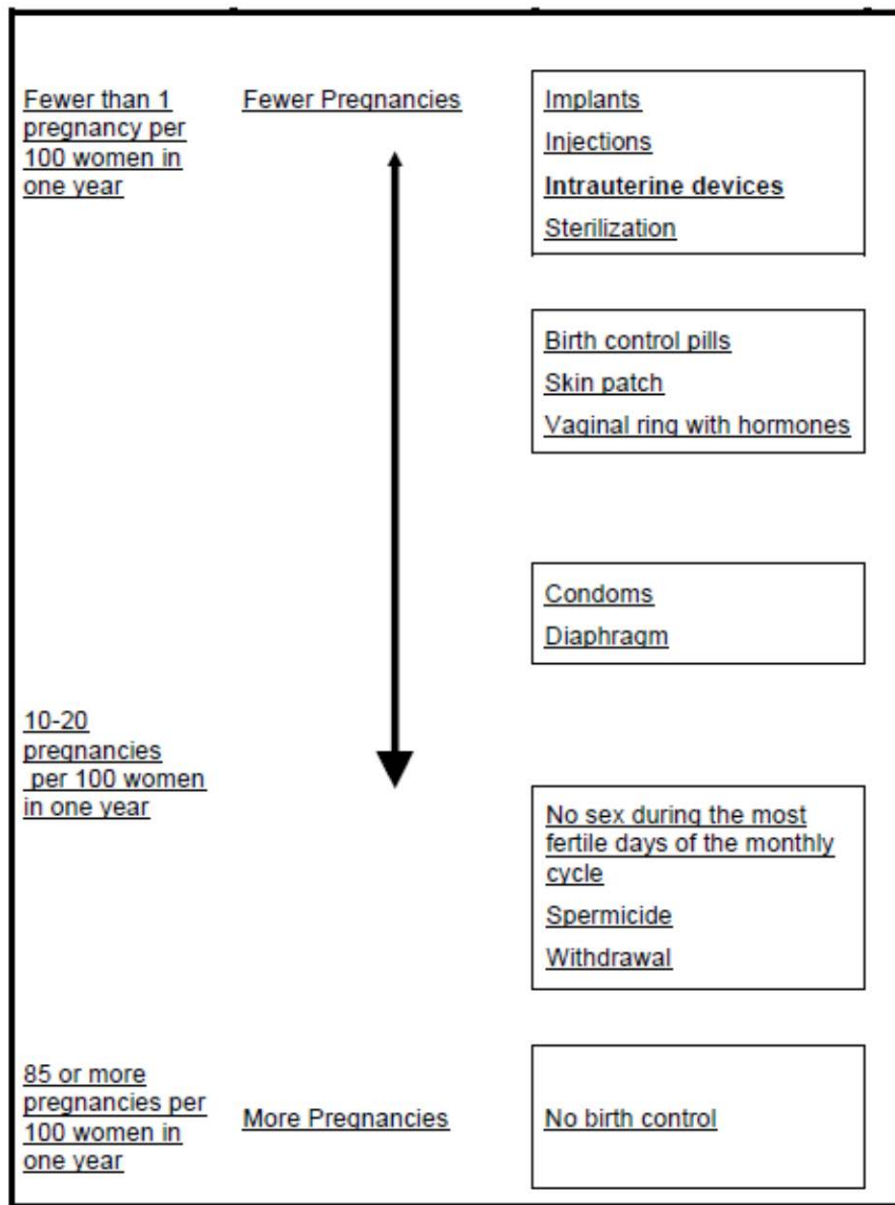 Fewer than 1
pregnancy per
100 women in
one year
Fewer Pregnancies
Implants
Injections
Intrauterine devices
Sterilization
Birth control pills
Skin patch
Vaginal ring with hormones
Condoms
Diaphragm
10-20
pregnancies
per 100 women
in one year
No sex during the most
fertile days of the monthly
cycle
Spermicide
Withdrawal
85 or more
pregnancies per
100 women in
one year
More Pregnancies
No birth control